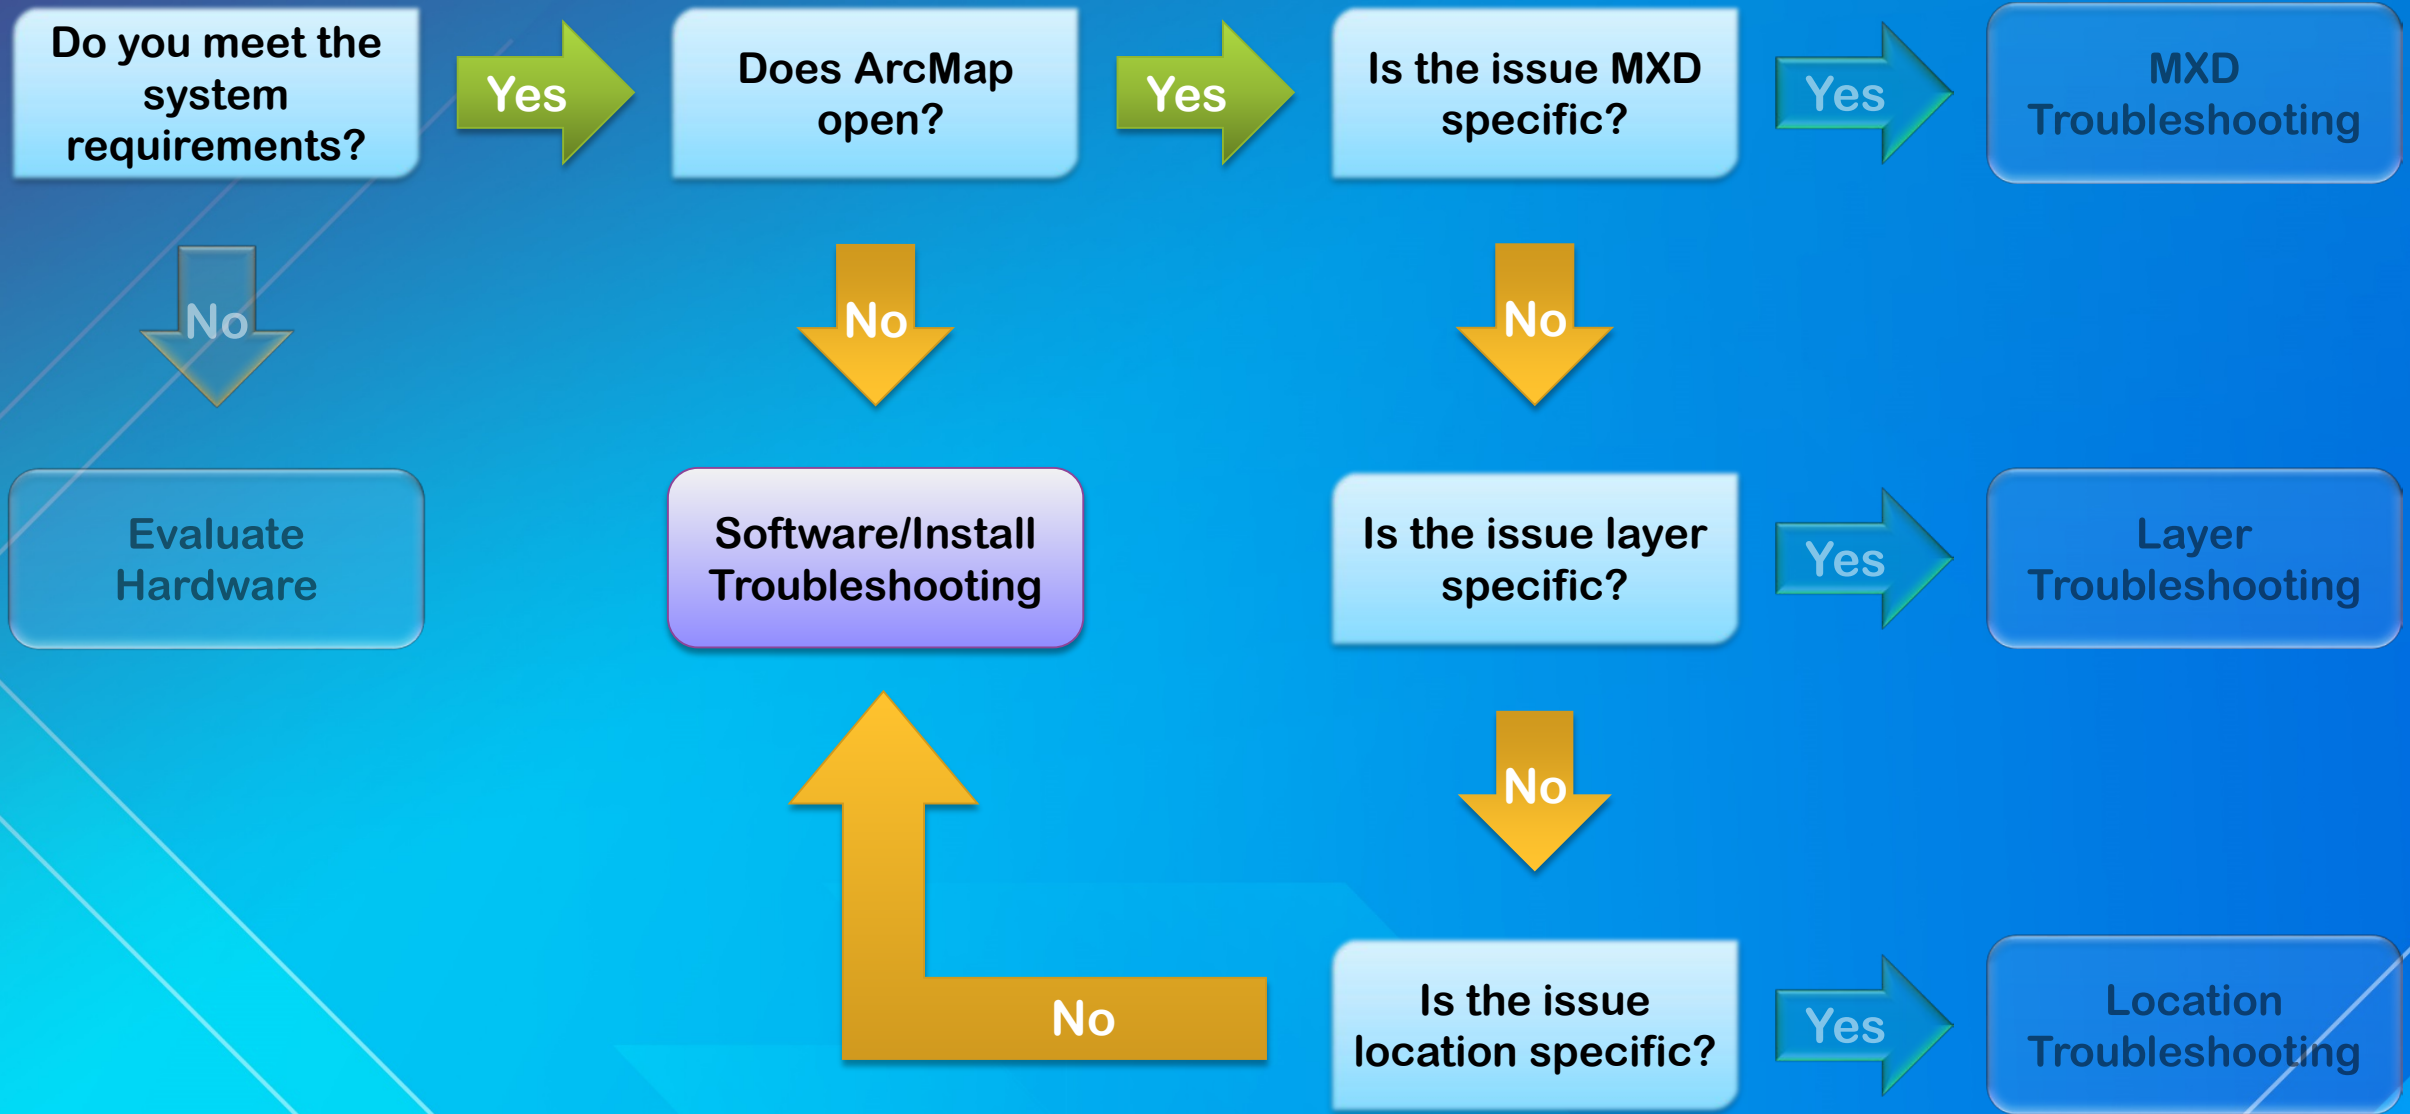 Do you meet the
system
requirements?
Yes
Does ArcMap
open?
Yes
Is the issue MXD
specific?
Yes
MXD
Troubleshooting
No
No
No
Evaluate
Hardware
Software/Install
Troubleshooting
Is the issue layer
specific?
Yes
Layer
Troubleshooting
No
No
Is the issue
location specific?
Yes
Location
Troubleshooting